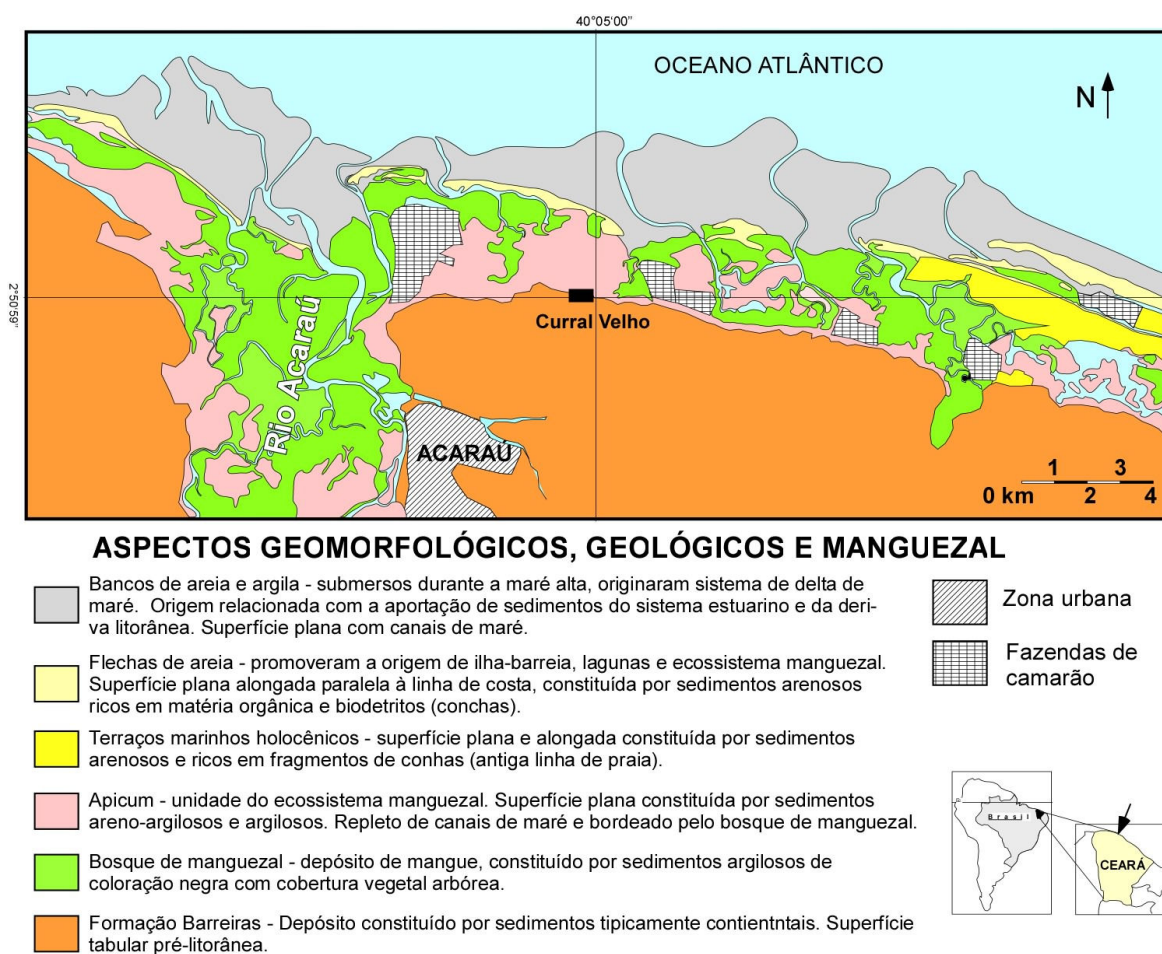 40°05'00"
OCEANO ATLÂNTICO
N
2°50'59"
Rio Acaraú
Curral Velho
ACARAÚ
1 3
0 km 2 4
ASPECTOS GEOMORFOLÓGICOS, GEOLÓGICOS E MANGUEZAL
Bancos de areia e argila - submersos durante a maré alta, originaram sistema de delta de
maré. Origem relacionada com a aportação de sedimentos do sistema estuarino e da deri-
va litorânea. Superfície plana com canais de maré.
Flechas de areia - promoveram a origem de ilha-barreia, lagunas e ecossistema manguezal.
Superfície plana alongada paralela à linha de costa, constituída por sedimentos arenosos
ricos em matéria orgânica e biodetritos (conchas).
Terraços marinhos holocênicos - superfície plana e alongada constituída por sedimentos
arenosos e ricos em fragmentos de conhas (antiga linha de praia).
Apicum - unidade do ecossistema manguezal. Superfície plana constituída por sedimentos
areno-argilosos e argilosos. Repleto de canais de maré e bordeado pelo bosque de manguezal.
Bosque de manguezal - depósito de mangue, constituído por sedimentos argilosos de
coloração negra com cobertura vegetal arbórea.
Formação Barreiras - Depósito constituído por sedimentos tipicamente contientntais. Superfície
tabular pré-litorânea.
Zona urbana
Fazendas de
camarão
Brasil
CEARÁ